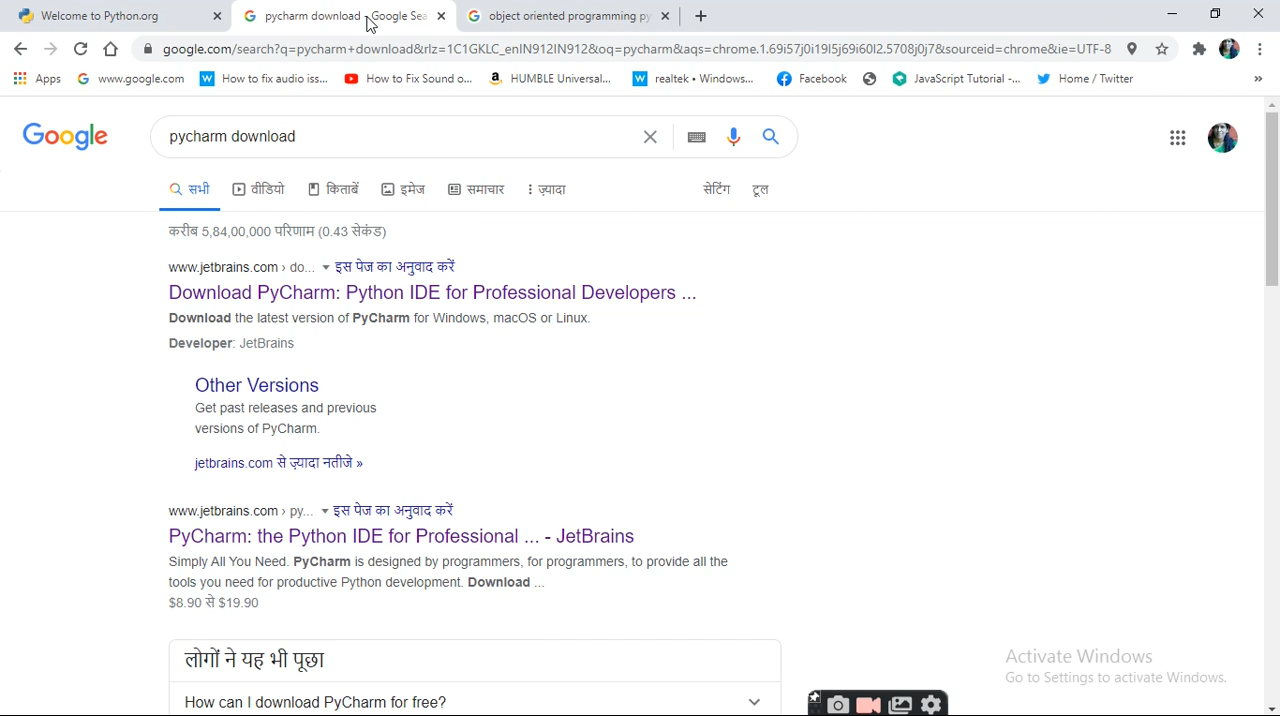 Welcome to Python.org
pycharm download - Google Sea
object oriented programming py
google.com/search?q=pycharm+download&rlz=1C1GKLC_enIN912IN912&oq=pycharm&aqs=chrome.1.69i57j0i19l5j69i60l2.5708j0j7&sourceid=chrome&ie=UTF-8
Apps www.google.com How to fix audio iss... How to Fix Sound o... HUMBLE Universal... realtek • Windows... Facebook JavaScript Tutorial -... Home / Twitter »
Google
pycharm download
सभी वीडियो किताबें इमेज समाचार ज़्यादा सेटिंग टूल
करीब 5,84,00,000 परिणाम (0.43 सेकंड)
www.jetbrains.com › do... इस पेज का अनुवाद करें
Download PyCharm: Python IDE for Professional Developers ...
Download the latest version of PyCharm for Windows, macOS or Linux.
Developer: JetBrains
Other Versions
Get past releases and previous
versions of PyCharm.
jetbrains.com से ज़्यादा नतीजे »
www.jetbrains.com › py... इस पेज का अनुवाद करें
PyCharm: the Python IDE for Professional ... - JetBrains
Simply All You Need. PyCharm is designed by programmers, for programmers, to provide all the
tools you need for productive Python development. Download ...
$8.90 से $19.90
लोगों ने यह भी पूछा
How can I download PyCharm for free?
Activate Windows
Go to Settings to activate Windows.